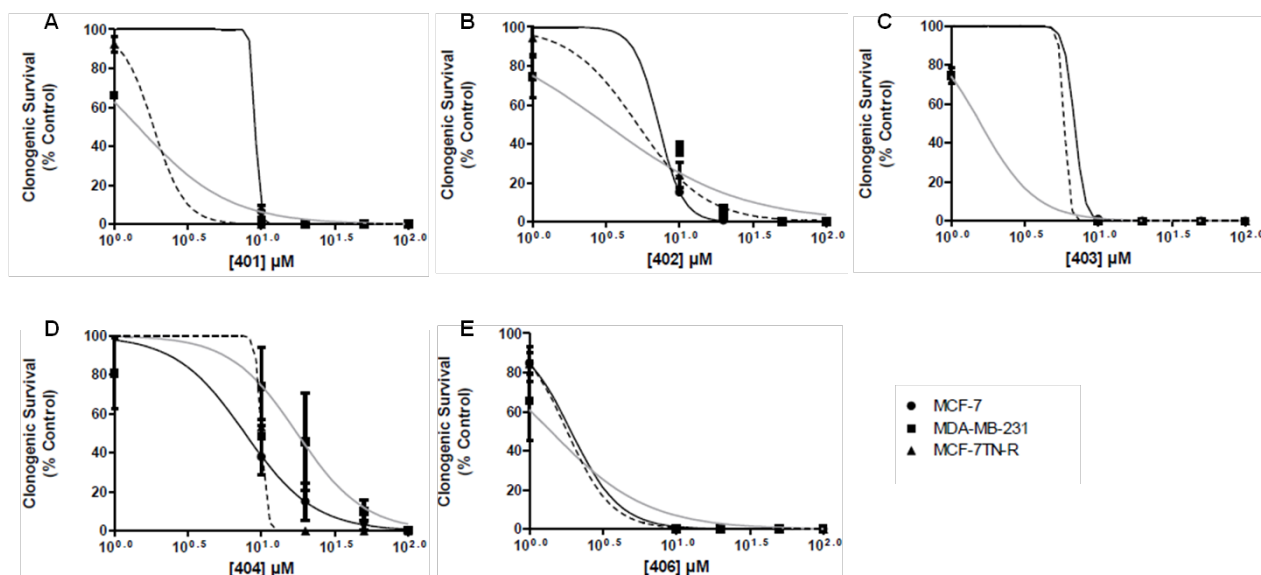 A
Clonogenic Survival
(% Control)
100
80
60
40
20
0
10^0.0
10^0.5
10^1.0
10^1.5
10^2.0
[401] µM
B
Clonogenic Survival
(% Control)
100
80
60
40
20
0
10^0.0
10^0.5
10^1.0
10^1.5
10^2.0
[402] µM
C
Clonogenic Survival
(% Control)
100
80
60
40
20
0
10^0.0
10^0.5
10^1.0
10^1.5
10^2.0
[403] µM
D
Clonogenic Survival
(% Control)
100
80
60
40
20
0
10^0.0
10^0.5
10^1.0
10^1.5
10^2.0
[404] µM
E
Clonogenic Survival
(% Control)
100
80
60
40
20
0
10^0.0
10^0.5
10^1.0
10^1.5
10^2.0
[406] µM
MCF-7
MDA-MB-231
MCF-7TN-R